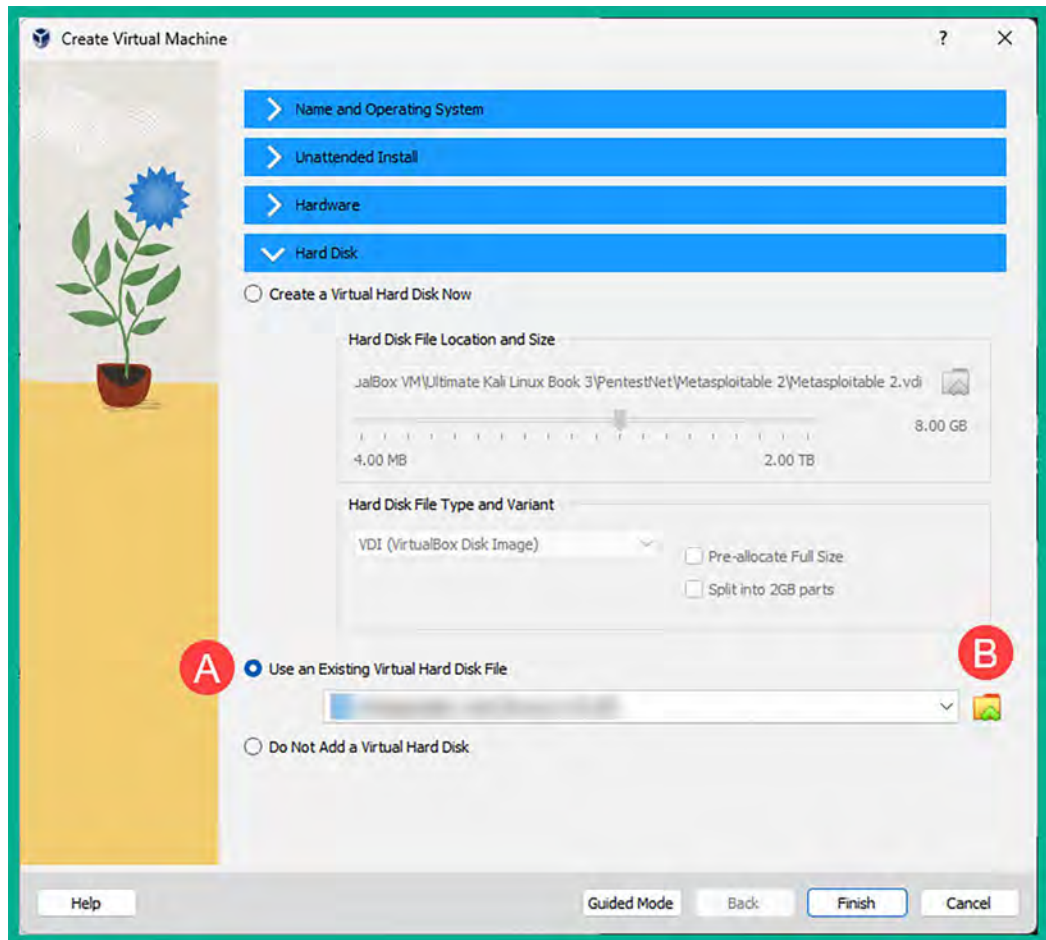 Create Virtual Machine ? ×
Name and Operating System
Unattended Install
Hardware
Hard Disk
Create a Virtual Hard Disk Now
Hard Disk File Location and Size
ualBox VM\Ultimate Kali Linux Book 3\PentestNet\Metasploitable 2\Metasploitable 2.vdi
8.00 GB
4.00 MB 2.00 TB
Hard Disk File Type and Variant
VDI (VirtualBox Disk Image)
Pre-allocate Full Size
Split into 2GB parts
A Use an Existing Virtual Hard Disk File B
Do Not Add a Virtual Hard Disk
Help Guided Mode Back Finish Cancel